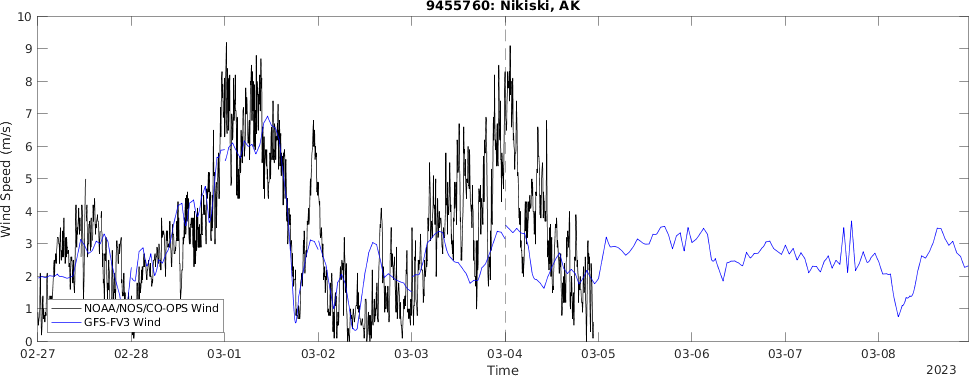 9455760: Nikiski, AK
10
9
8
7
6
5
4
3
2
1
0
Wind Speed (m/s)
NOAA/NOS/CO-OPS Wind
GFS-FV3 Wind
02-27 02-28 03-01 03-02 03-03 03-04 03-05 03-06 03-07 03-08
Time
2023